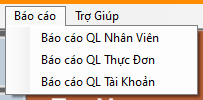 Báo cáo Trợ Giúp
Báo cáo QL Nhân Viên
Báo cáo QL Thực Đơn
Báo cáo QL Tài Khoản